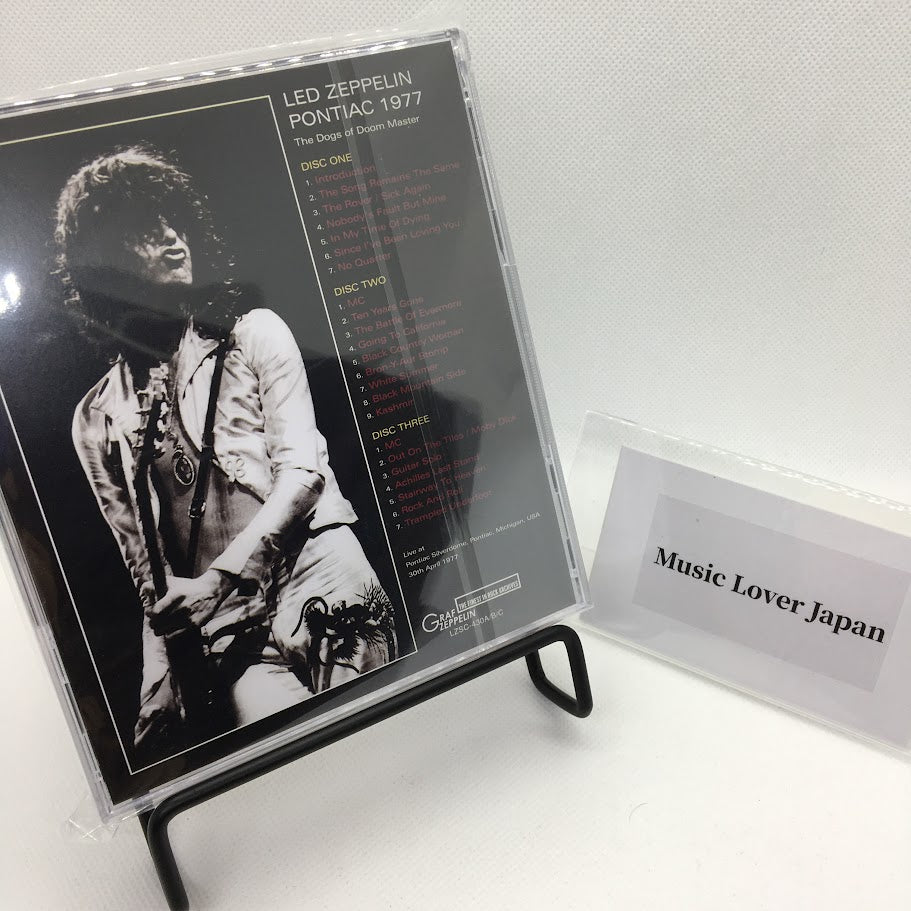 LED ZEPPELIN
PONTIAC 1977
The Dogs of Doom Master
DISC ONE
1. Introduction
2. The Song Remains The Same
3. The Rover / Sick Again
4. Nobody's Fault But Mine
5. In My Time Of Dying
6. Since I've Been Loving You
7. No Quarter
DISC TWO
1. MC
2. Ten Years Gone
3. The Battle Of Evermore
4. Going To California
5. Black Country Woman
6. Bron-Y-Aur Stomp
7. White Summer
8. Black Mountain Side
9. Kashmir
DISC THREE
1. MC
2. Out On The Tiles / Moby Dick
3. Guitar Solo
4. Achilles Last Stand
5. Stairway To Heaven
6. Rock And Roll
7. Trampled Underfoot
Live at
Pontiac Silverdome, Pontiac, Michigan, USA
30th April 1977
GRAF ZEPPELIN
THE FINEST IN ROCK ARCHIVES
LZSC-430A/B/C
Music Lover Japan